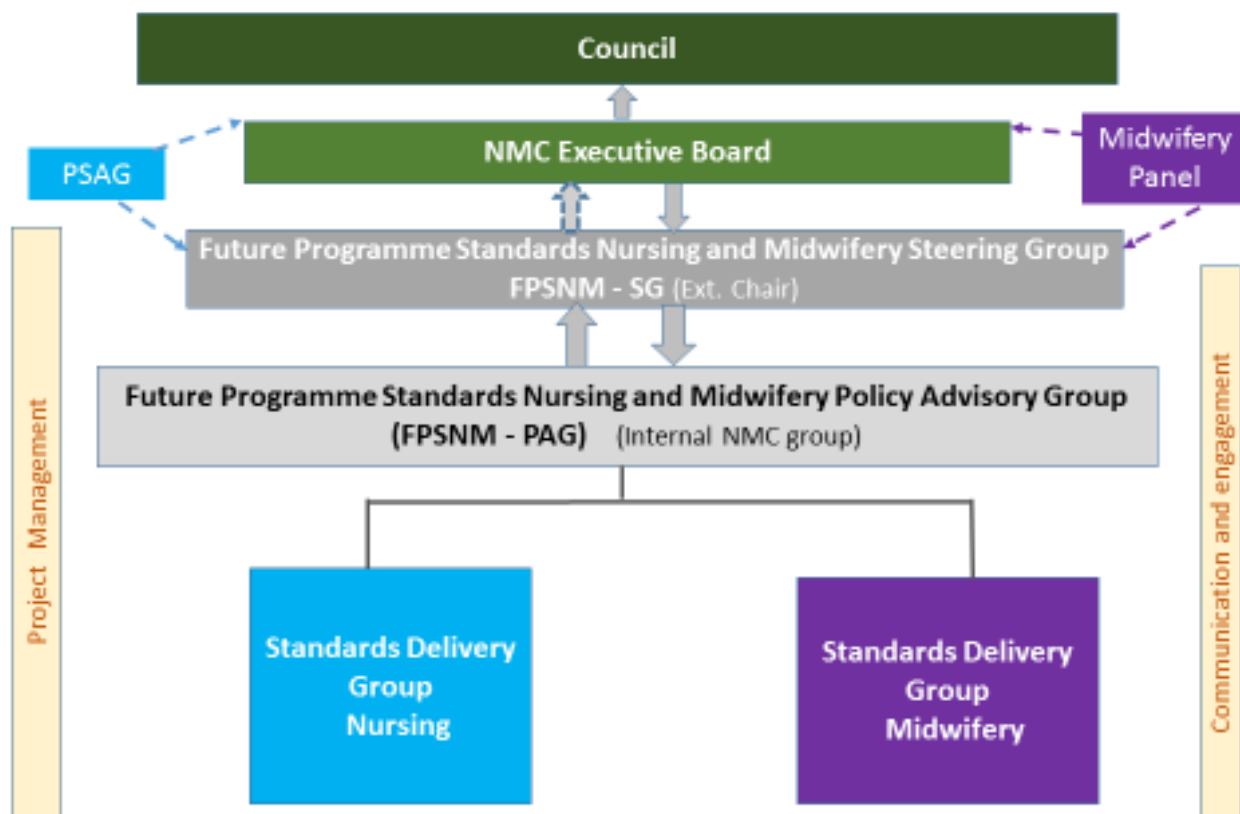 Council
NMC Executive Board
PSAG
Midwifery
Panel
Future Programme Standards Nursing and Midwifery Steering Group
FPSNM - SG (Ext. Chair)
Future Programme Standards Nursing and Midwifery Policy Advisory Group
(FPSNM - PAG) (Internal NMC group)
Project Management
Communication and engagement
Standards Delivery
Group
Nursing
Standards Delivery
Group
Midwifery